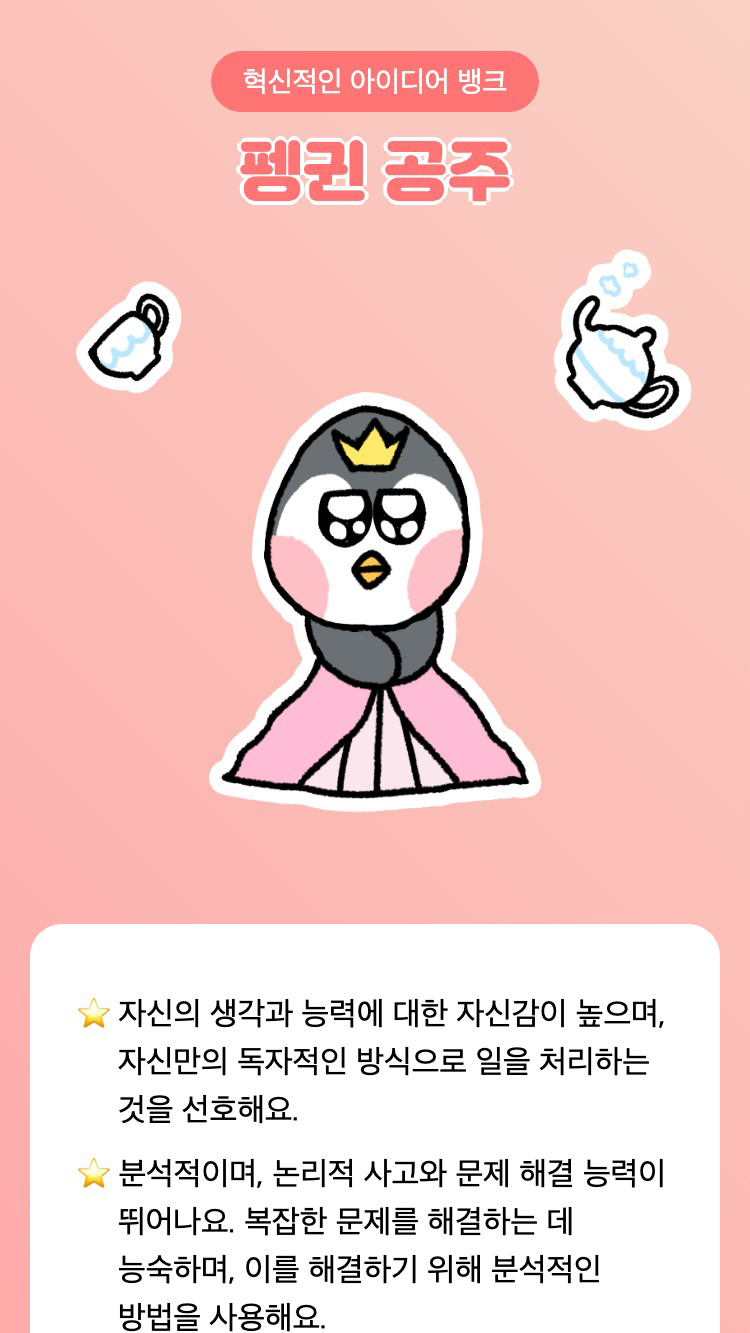 혁신적인 아이디어 뱅크
펭귄 공주
자신의 생각과 능력에 대한 자신감이 높으며,
자신만의 독자적인 방식으로 일을 처리하는
것을 선호해요.
분석적이며, 논리적 사고와 문제 해결 능력이
뛰어나요. 복잡한 문제를 해결하는 데
능숙하며, 이를 해결하기 위해 분석적인
방법을 사용해요.